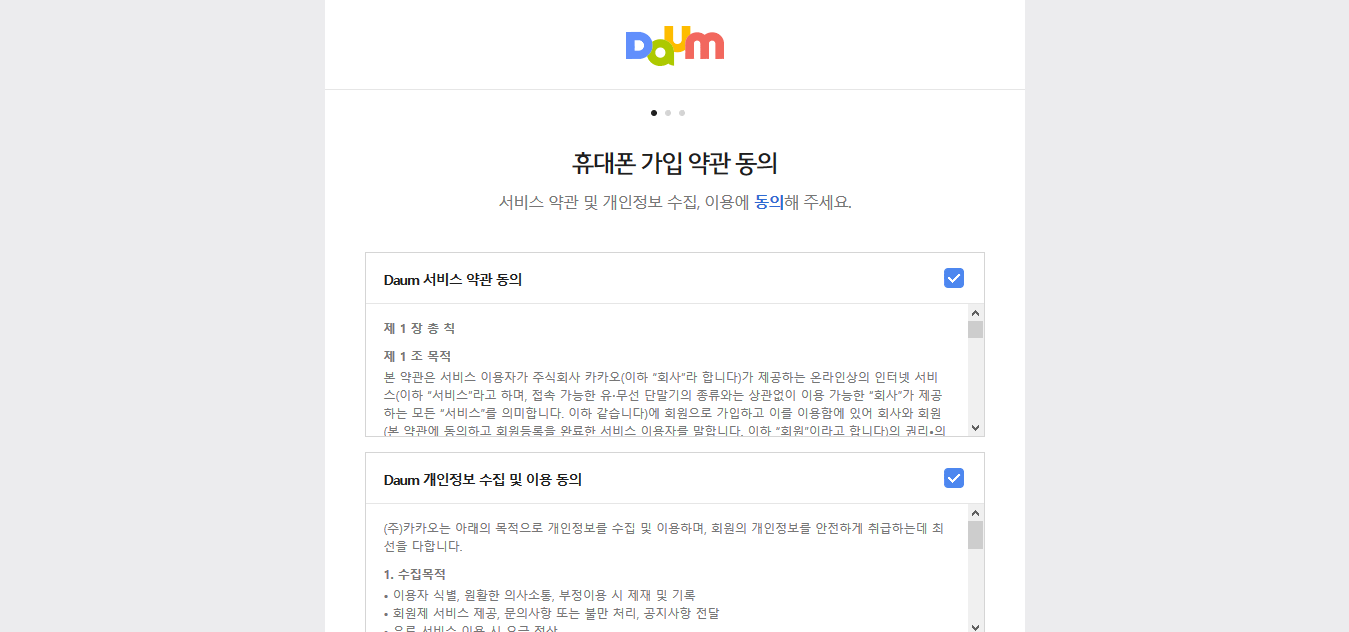 Daum
휴대폰 가입 약관 동의
서비스 약관 및 개인정보 수집, 이용에 동의해 주세요.
Daum 서비스 약관 동의
제 1 장 총 칙
제 1 조 목적
본 약관은 서비스 이용자가 주식회사 카카오(이하 “회사”라 합니다)가 제공하는 온라인상의 인터넷 서비
스(이하 “서비스”라고 하며, 접속 가능한 유∙무선 단말기의 종류와는 상관없이 이용 가능한 “회사”가 제공
하는 모든 “서비스”를 의미합니다. 이하 같습니다)에 회원으로 가입하고 이를 이용함에 있어 회사와 회원
(본 약관에 동의하고 회원등록을 완료한 서비스 이용자를 말합니다. 이하 “회원”이라고 합니다)의 권리•의
Daum 개인정보 수집 및 이용 동의
(주)카카오는 아래의 목적으로 개인정보를 수집 및 이용하며, 회원의 개인정보를 안전하게 취급하는데 최
선을 다합니다.
1. 수집목적
• 이용자 식별, 원활한 의사소통, 부정이용 시 제재 및 기록
• 회원제 서비스 제공, 문의사항 또는 불만 처리, 공지사항 전달
• 유료 서비스 이용 시 요금 정산